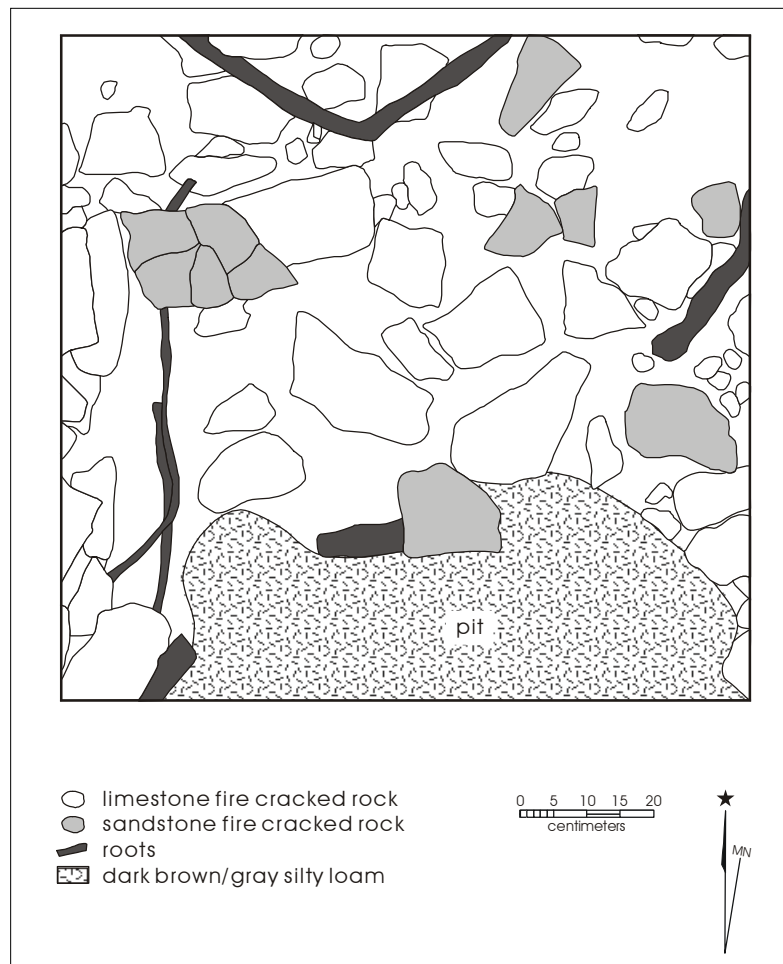 pit
limestone fire cracked rock
sandstone fire cracked rock
roots
dark brown/gray silty loam
0 5 10 15 20
centimeters
MN